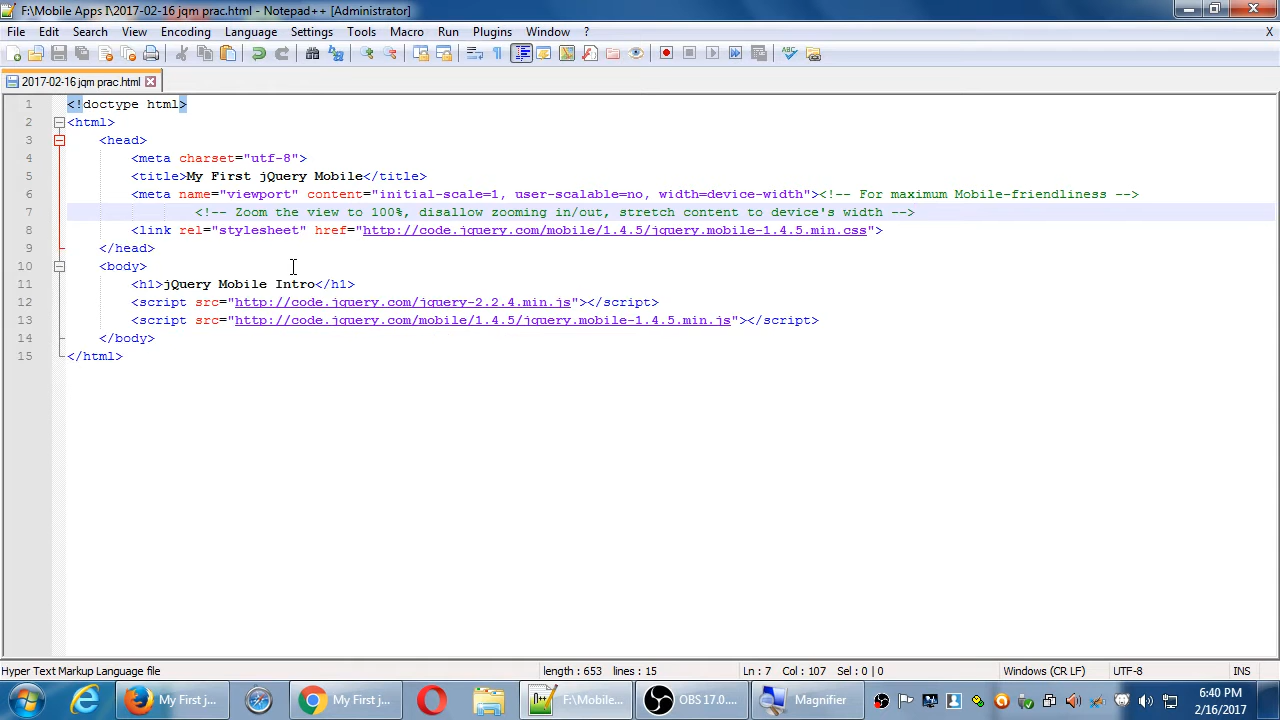 F:\Mobile Apps I\2017-02-16 jqm prac.html - Notepad++ [Administrator]
File Edit Search View Encoding Language Settings Tools Macro Run Plugins Window ? X
2017-02-16 jqm prac.html
1 <!doctype html>
2 <html>
3 <head>
4 <meta charset="utf-8">
5 <title>My First jQuery Mobile</title>
6 <meta name="viewport" content="initial-scale=1, user-scalable=no, width=device-width"><!-- For maximum Mobile-friendliness -->
7 <!-- Zoom the view to 100%, disallow zooming in/out, stretch content to device's width -->
8 <link rel="stylesheet" href="http://code.jquery.com/mobile/1.4.5/jquery.mobile-1.4.5.min.css">
9 </head>
10 <body>
11 <h1>jQuery Mobile Intro</h1>
12 <script src="http://code.jquery.com/jquery-2.2.4.min.js"></script>
13 <script src="http://code.jquery.com/mobile/1.4.5/jquery.mobile-1.4.5.min.js"></script>
14 </body>
15 </html>
Hyper Text Markup Language file length : 653 lines : 15 Ln : 7 Col : 107 Sel : 0 | 0 Windows (CR LF) UTF-8 INS
My First j... My First j... F:\Mobile... OBS 17.0.... Magnifier 6:40 PM
2/16/2017